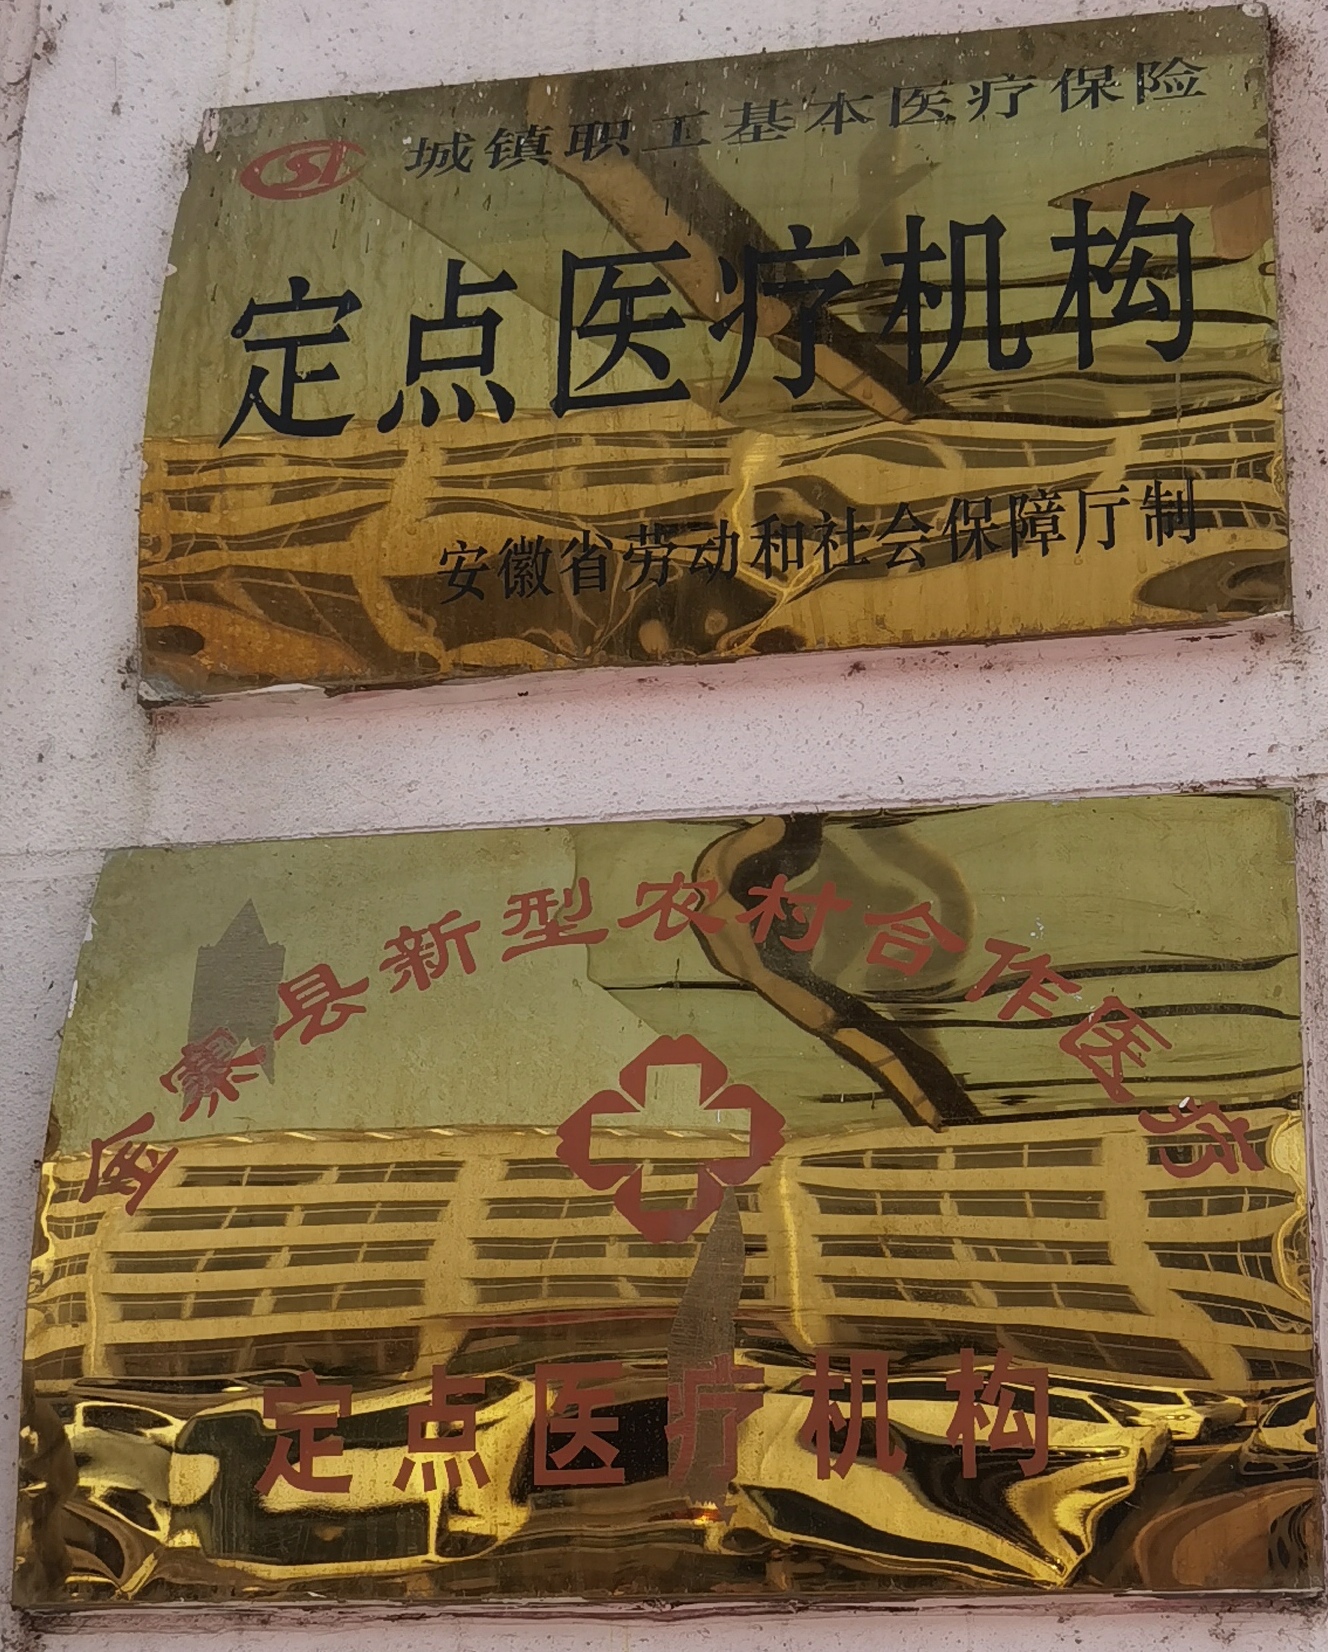 城镇职工基本医疗保险
定点医疗机构
安徽省劳动和社会保障厅制
金寨县新型农村合作医疗
定点医疗机构